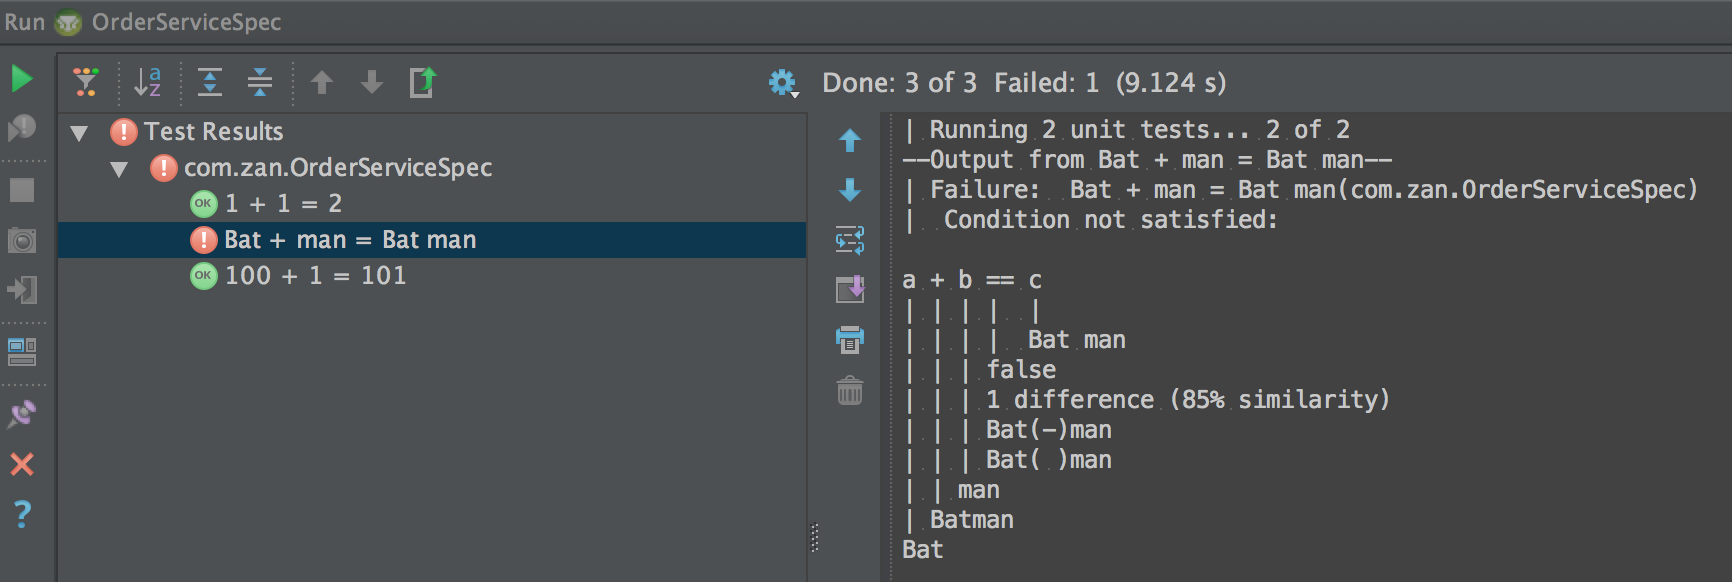 Run OrderServiceSpec
Done: 3 of 3 Failed: 1 (9.124 s)
Test Results
com.zan.OrderServiceSpec
OK 1 + 1 = 2
Bat + man = Bat man
OK 100 + 1 = 101
| Running 2 unit tests... 2 of 2
--Output from Bat + man = Bat man--
| Failure:  Bat + man = Bat man(com.zan.OrderServiceSpec)
|  Condition not satisfied:
a + b == c
| | | |  |
| | | |  Bat man
| | | false
| | | 1 difference (85% similarity)
| | | Bat(-)man
| | | Bat( )man
| | man
| Batman
Bat